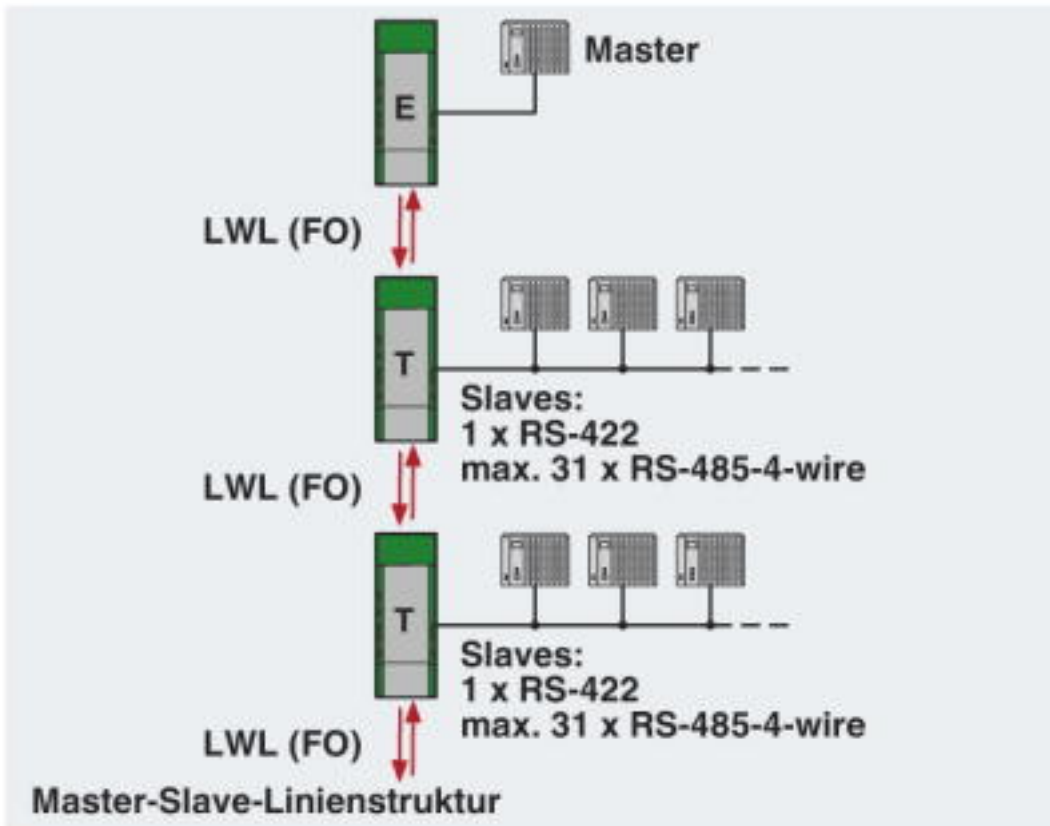 Master
E
LWL (FO)
T
Slaves:
1 x RS-422
max. 31 x RS-485-4-wire
LWL (FO)
T
Slaves:
1 x RS-422
max. 31 x RS-485-4-wire
LWL (FO)
Master-Slave-Linienstruktur